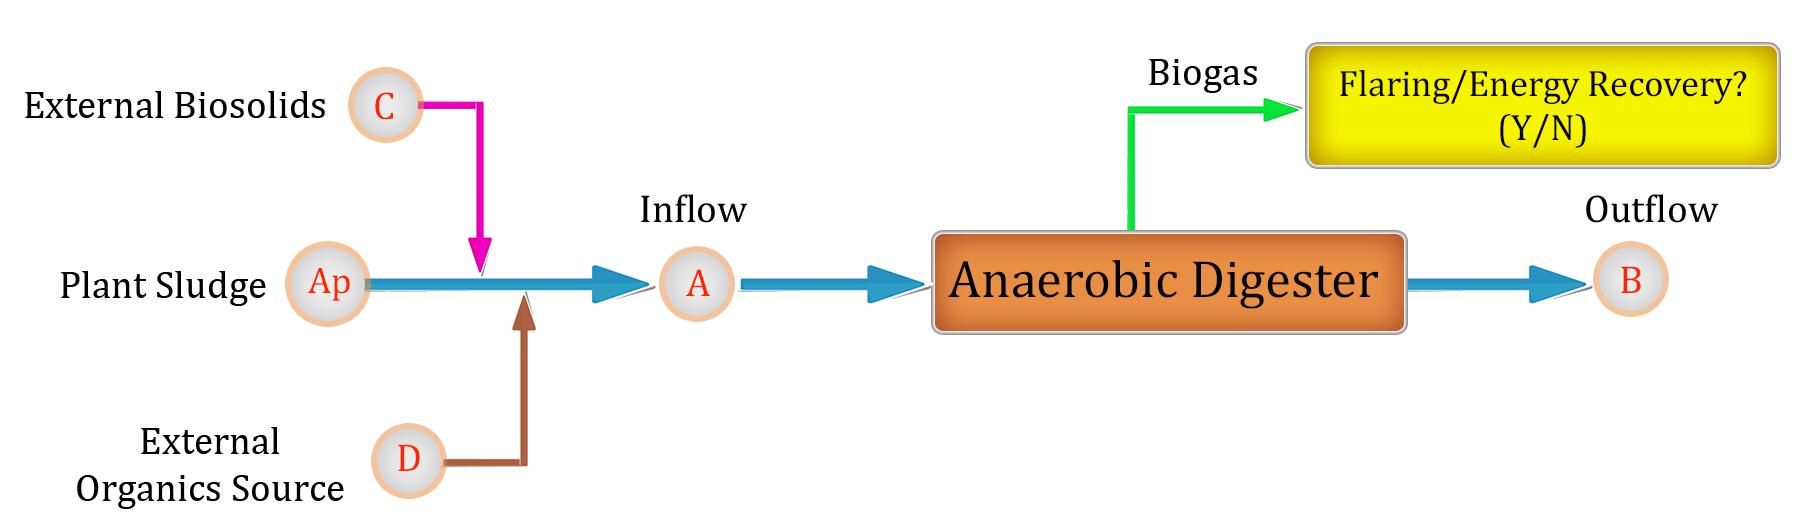 External Biosolids
C
Biogas
Flaring/Energy Recovery?
(Y/N)
Plant Sludge
Ap
Inflow
A
Anaerobic Digester
Outflow
B
External
Organics Source
D